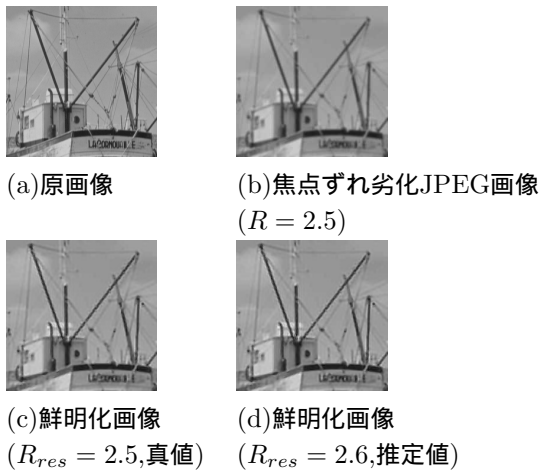 (a)原画像
(b)焦点ずれ劣化JPEG画像
(R = 2.5)
(c)鮮明化画像
(R_res = 2.5,真値)
(d)鮮明化画像
(R_res = 2.6,推定値)